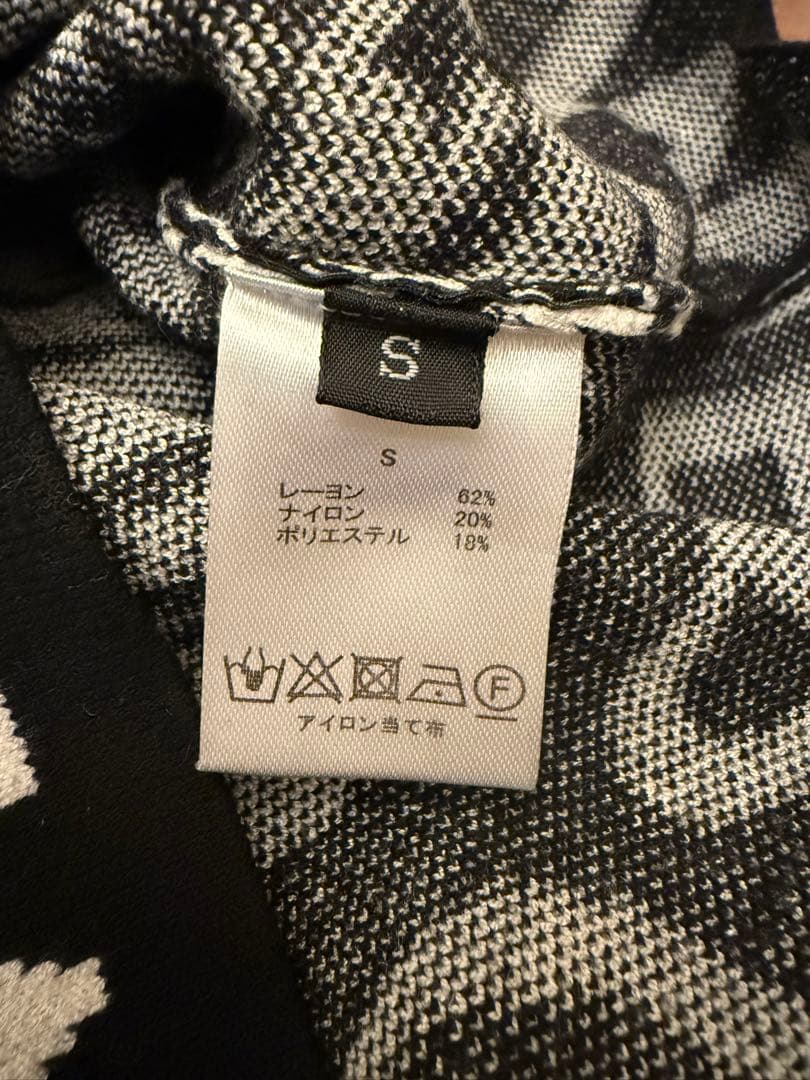 S
S
レーヨン 62%
ナイロン 20%
ポリエステル 18%
F
アイロン当て布